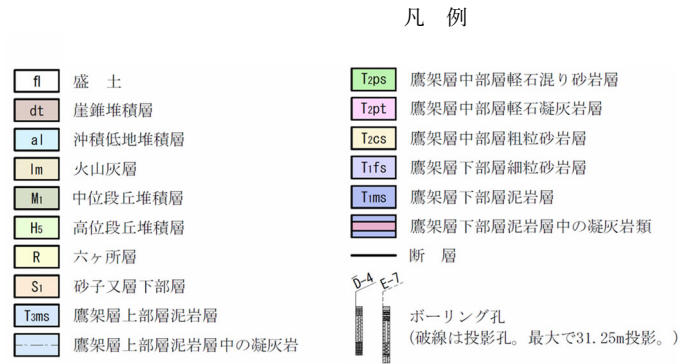 凡 例
fl 盛 土
dt 崖錐堆積層
al 沖積低地堆積層
lm 火山灰層
M1 中位段丘堆積層
H5 高位段丘堆積層
R 六ヶ所層
S1 砂子又層下部層
T3ms 鷹架層上部層泥岩層
鷹架層上部層泥岩層中の凝灰岩
T2ps 鷹架層中部層軽石混り砂岩層
T2pt 鷹架層中部層軽石凝灰岩層
T2cs 鷹架層中部層粗粒砂岩層
T1fs 鷹架層下部層細粒砂岩層
T1ms 鷹架層下部層泥岩層
鷹架層下部層泥岩層中の凝灰岩類
断 層
D-4 E-7
ボーリング孔
(破線は投影孔。最大で31.25m投影。)